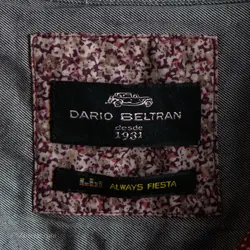 DARIO BELTRAN
desde
1931
ALWAYS FIESTA